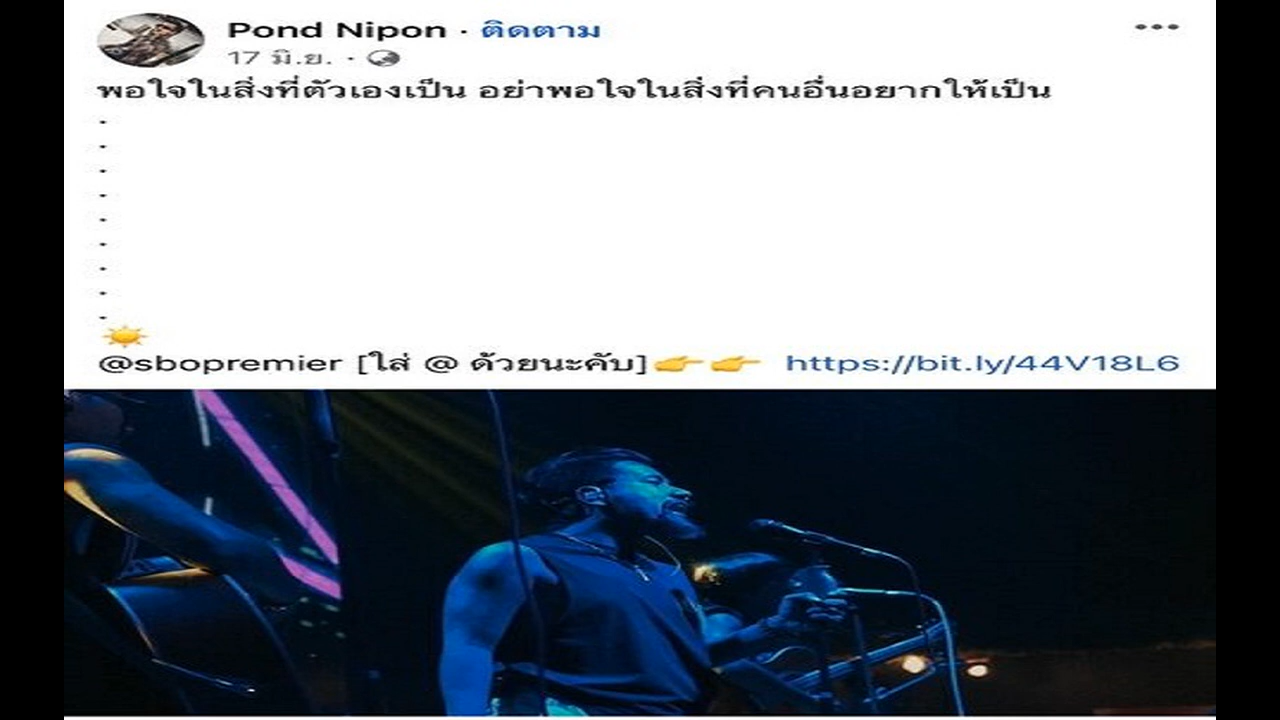 Pond Nipon · ติดตาม
17 มิ.ย. ·
พอใจในสิ่งที่ตัวเองเป็น อย่าพอใจในสิ่งที่คนอื่นอยากให้เป็น
.
.
.
.
.
.
.
.
.
☀️
@sbopremier [ใส่ @ ด้วยนะคับ]👉👉 https://bit.ly/44V18L6